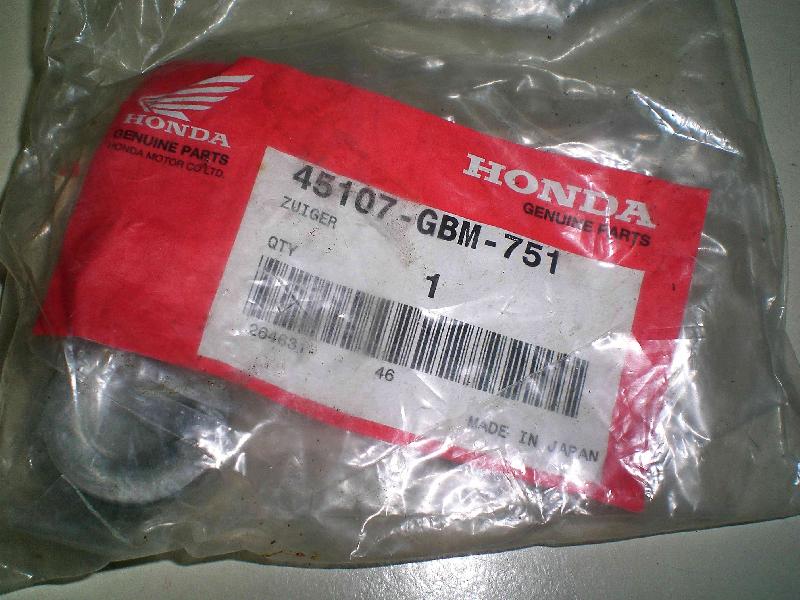 HONDA
GENUINE PARTS
HONDA MOTOR CO., LTD.
HONDA
GENUINE PARTS
45107-GBM-751
ZUIGER
QTY
1
46
MADE IN JAPAN